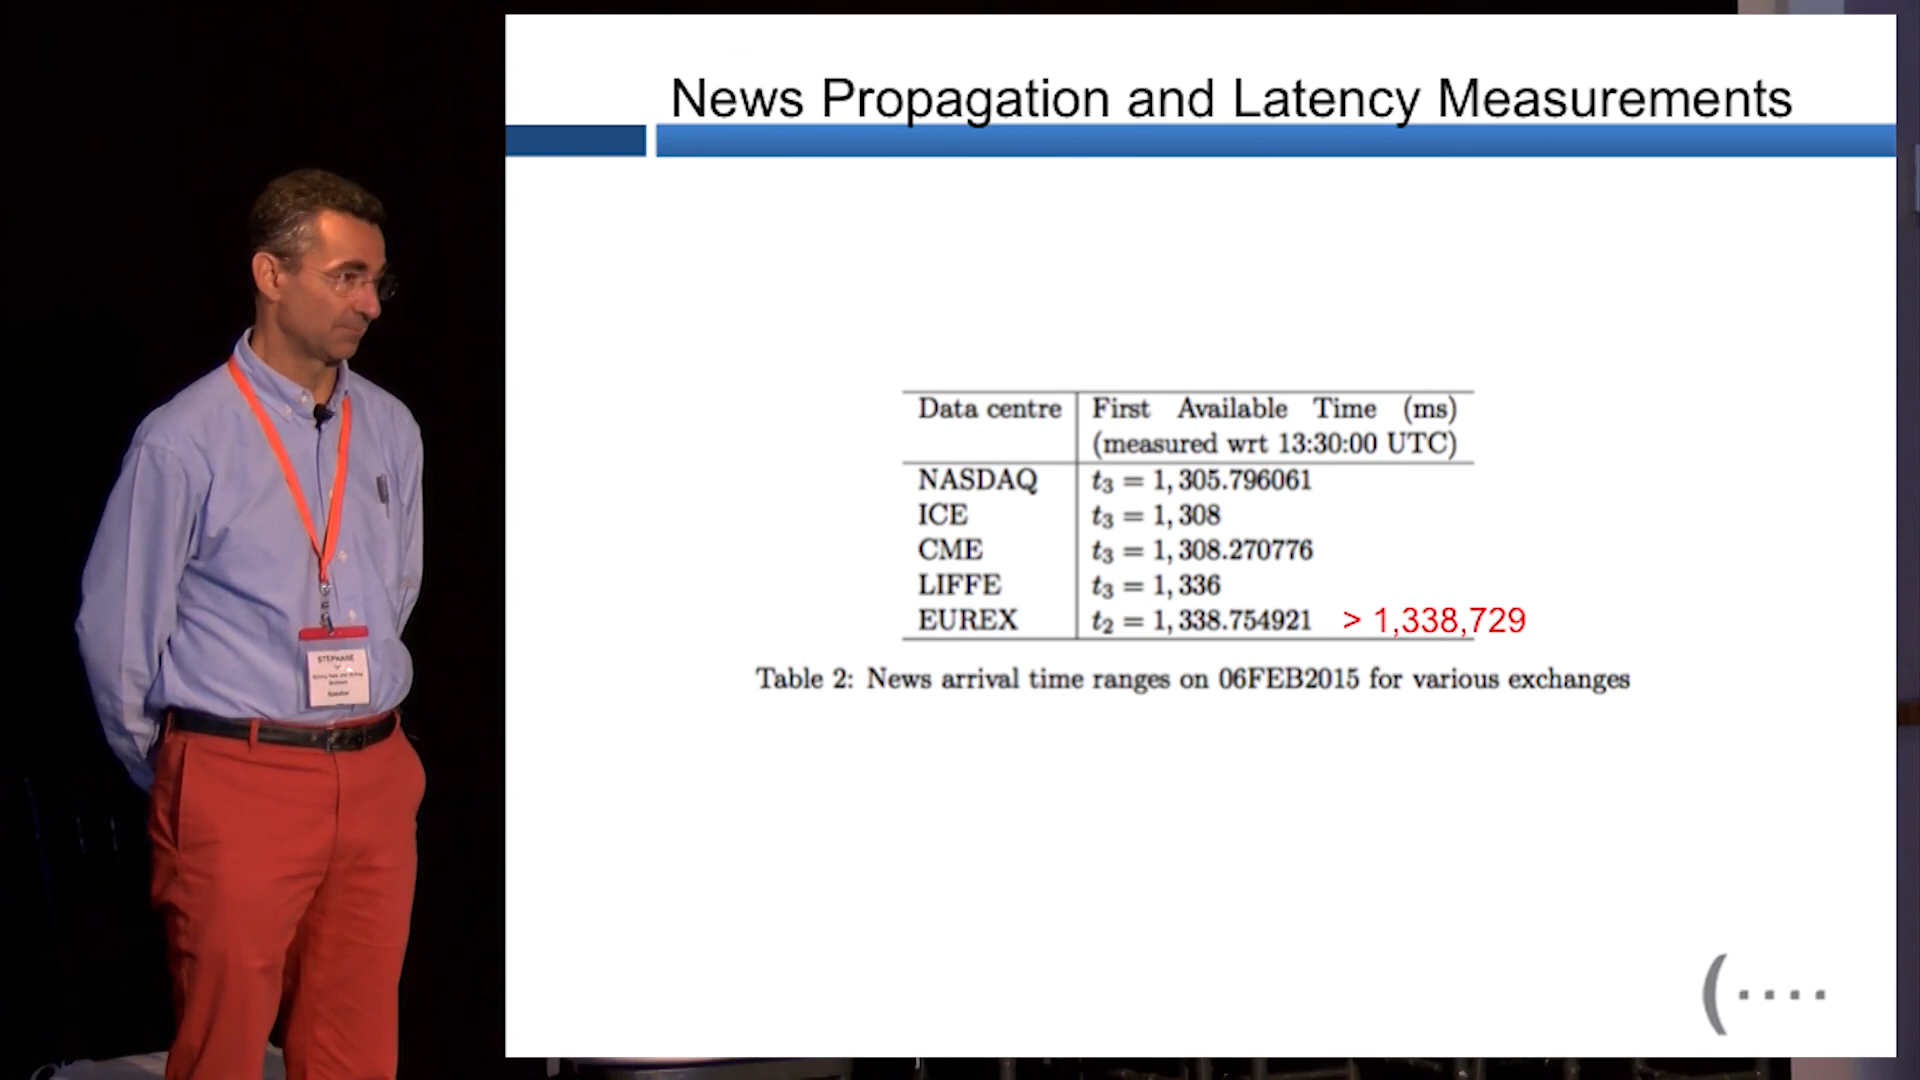 News Propagation and Latency Measurements
Data centre First Available Time (ms)
(measured wrt 13:30:00 UTC)
NASDAQ t3 = 1, 305.796061
ICE t3 = 1, 308
CME t3 = 1, 308.270776
LIFFE t3 = 1, 336
EUREX t2 = 1, 338.754921 > 1,338,729
Table 2: News arrival time ranges on 06FEB2015 for various exchanges
STEPHANE
Speaker